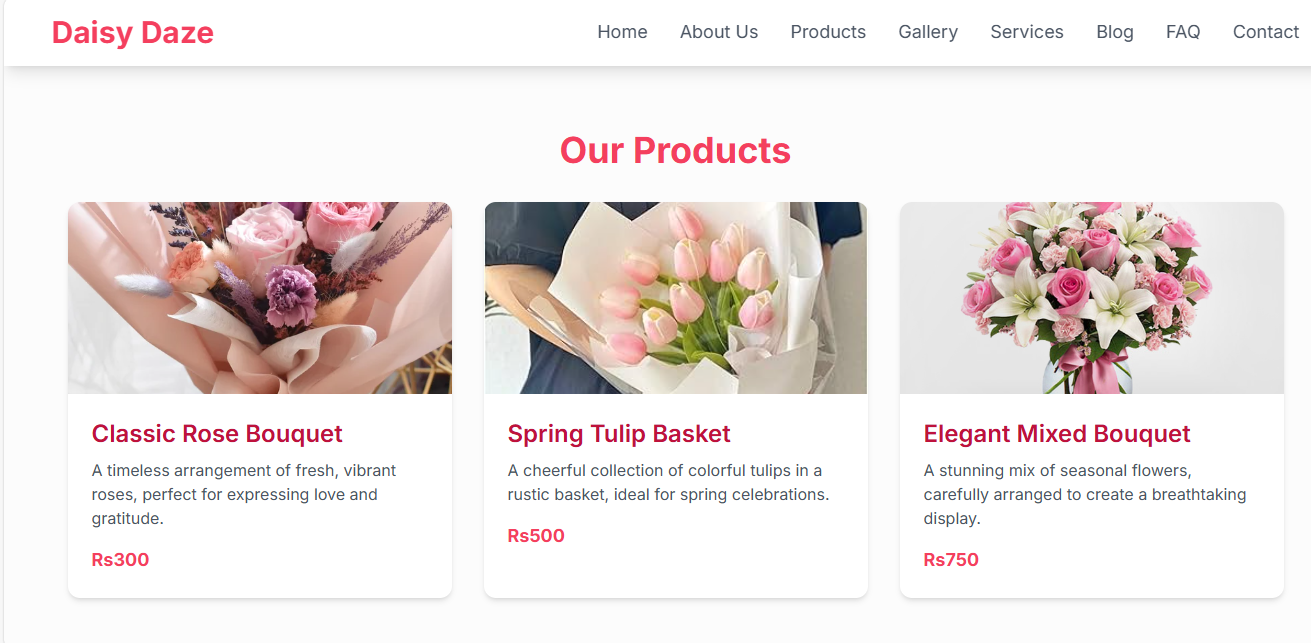 Daisy Daze
Home
About Us
Products
Gallery
Services
Blog
FAQ
Contact
Our Products
Classic Rose Bouquet
A timeless arrangement of fresh, vibrant
roses, perfect for expressing love and
gratitude.
Rs300
Spring Tulip Basket
A cheerful collection of colorful tulips in a
rustic basket, ideal for spring celebrations.
Rs500
Elegant Mixed Bouquet
A stunning mix of seasonal flowers,
carefully arranged to create a breathtaking
display.
Rs750